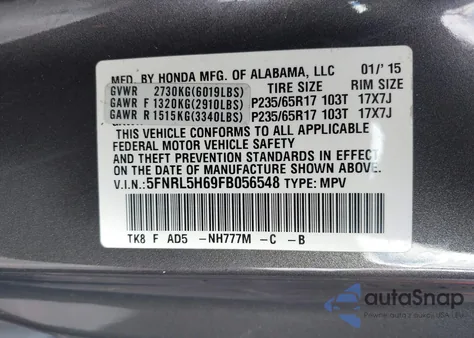 MFD. BY HONDA MFG. OF ALABAMA, LLC 01/'15
GVWR 2730KG(6019LBS) TIRE SIZE RIM SIZE
GAWR F 1320KG(2910LBS) P235/65R17 103T 17X7J
GAWR R 1515KG(3340LBS) P235/65R17 103T 17X7J
THIS VEHICLE CONFORMS TO ALL APPLICABLE
FEDERAL MOTOR VEHICLE SAFETY
AND THEFT PREVENTION STANDARDS IN EFFECT
ON THE DATE OF MANUFACTURE SHOWN ABOVE.
V.I.N.:5FNRL5H69FB056548 TYPE: MPV
TK8 F AD5 -NH777M -C -B
autoSnap